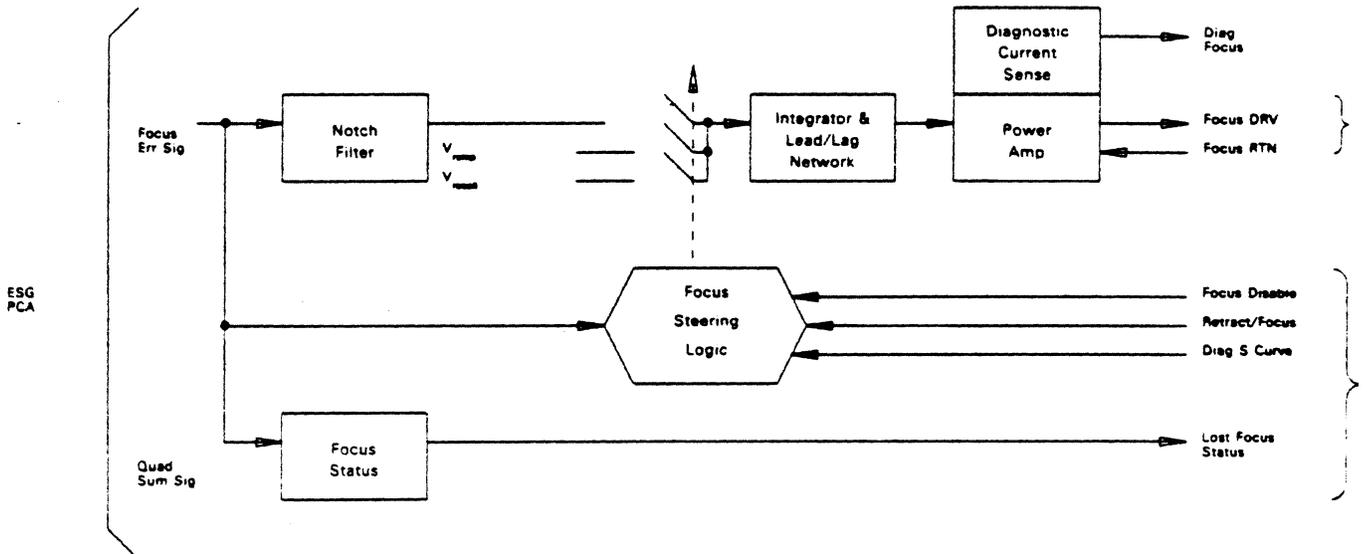 Diagnostic
Current
Sense
Diag
Focus
Focus
Err Sig
Notch
Filter
V
V
Integrator &
Lead/Lag
Network
Power
Amp
Focus DRV
Focus RTN
ESG
PCA
Focus
Steering
Logic
Focus Disable
Retract/Focus
Diag S Curve
Quad
Sum Sig
Focus
Status
Lost Focus
Status